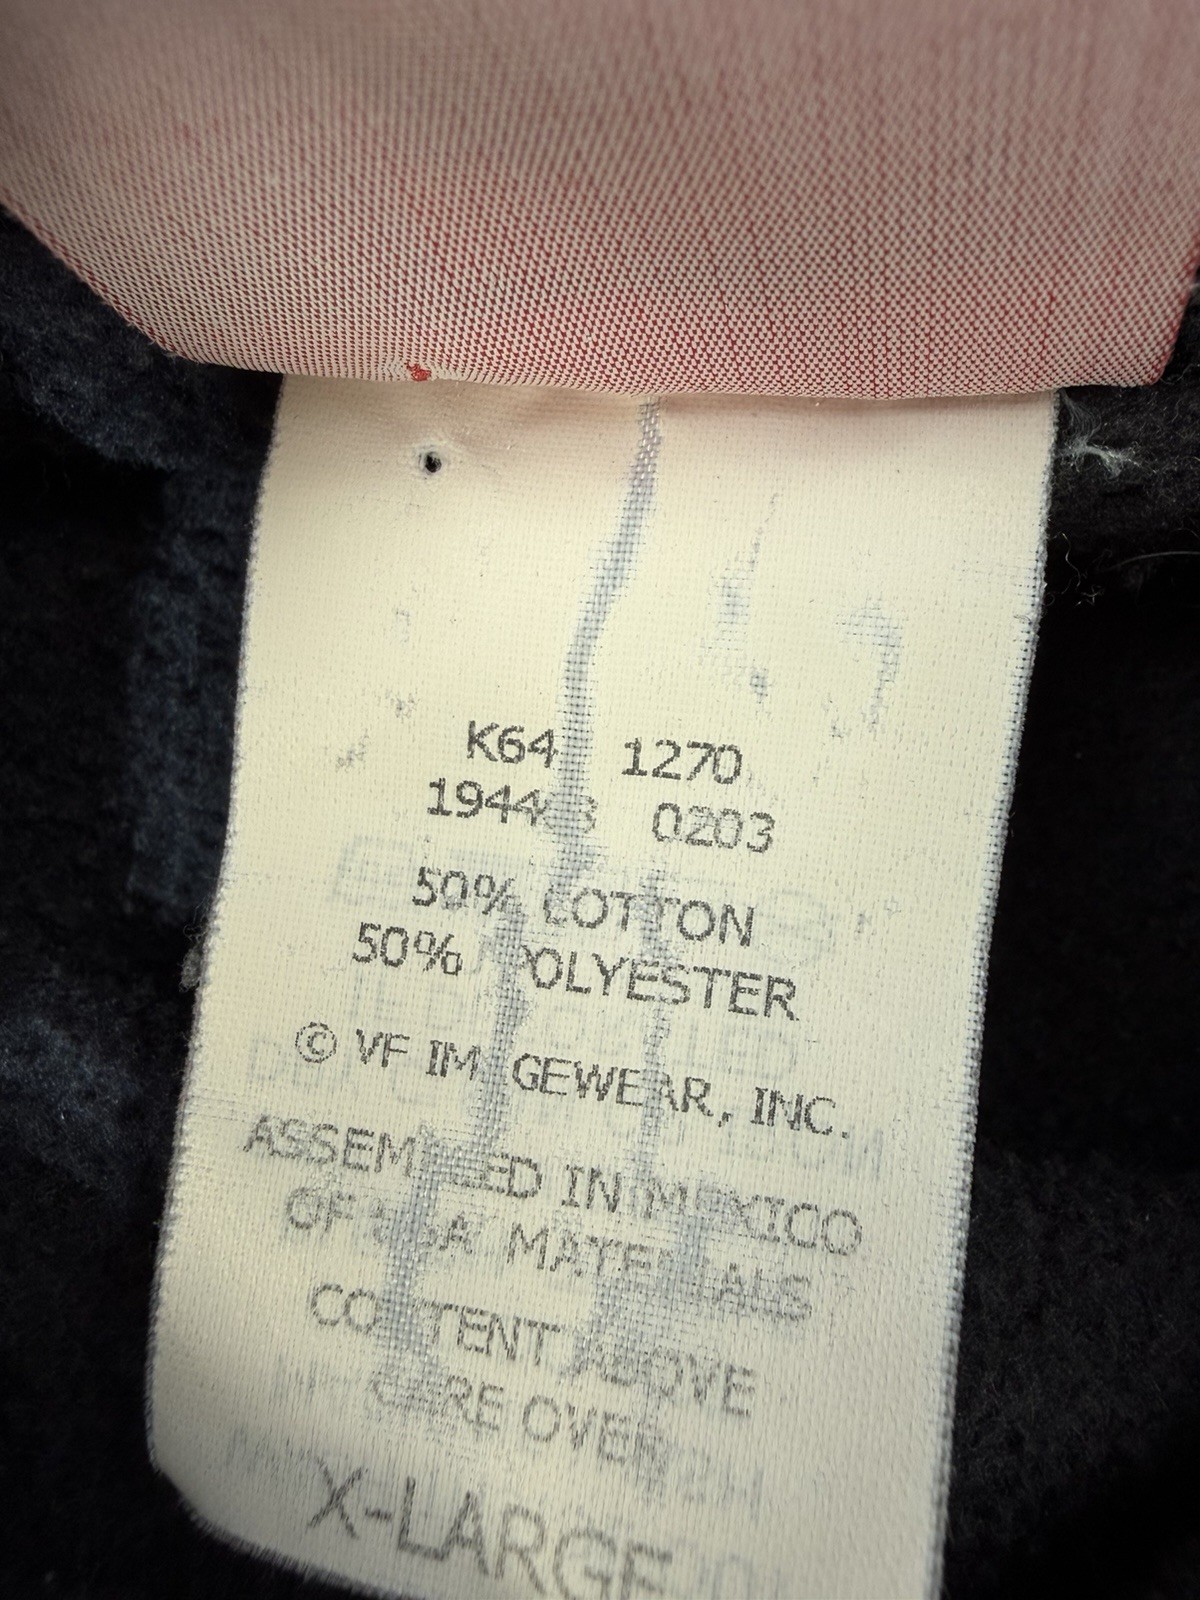 K64 1270
0203
50% COTTON
50% POLYESTER
© VF IMAGEWEAR, INC.
ASSEMBLED IN MEXICO
OF USA MATERIALS
CONTENT ABOVE
CARE OVER
X-LARGE